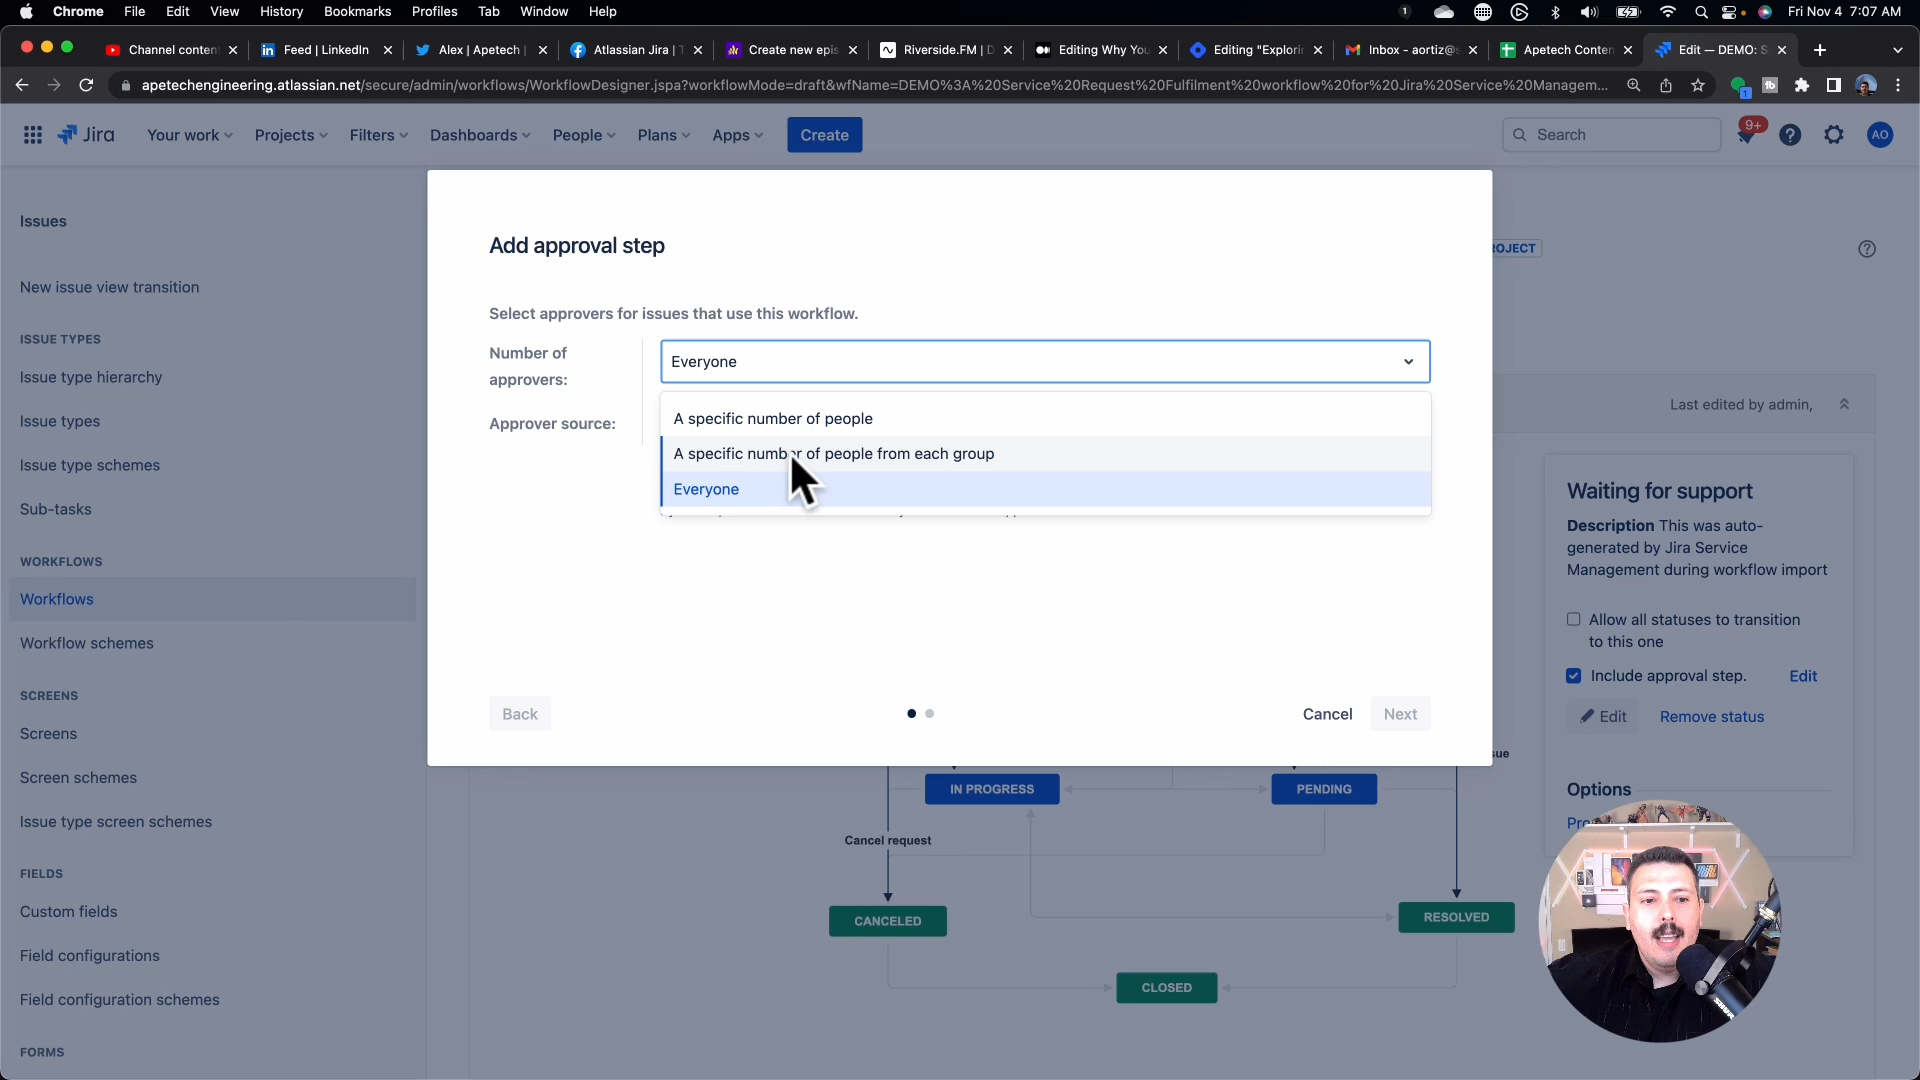 Chrome File Edit View History Bookmarks Profiles Tab Window Help
1
Fri Nov 4 7:07 AM
Channel conten
Feed | LinkedIn
Alex | Apetech |
Atlassian Jira | T
Create new epis
Riverside.FM | D
Editing Why You
Editing "Explorin
Inbox - aortiz@s
Apetech Conten
Edit — DEMO: S
apetechengineering.atlassian.net/secure/admin/workflows/WorkflowDesigner.jspa?workflowMode=draft&wfName=DEMO%3A%20Service%20Request%20Fulfilment%20workflow%20for%20Jira%20Service%20Managem...
1
Jira
Your work Projects Filters Dashboards People Plans Apps Create
Search
9+
AO
Issues
New issue view transition
ISSUE TYPES
Issue type hierarchy
Issue types
Issue type schemes
Sub-tasks
WORKFLOWS
Workflows
Workflow schemes
SCREENS
Screens
Screen schemes
Issue type screen schemes
FIELDS
Custom fields
Field configurations
Field configuration schemes
FORMS
Add approval step
Select approvers for issues that use this workflow.
Number of
approvers:
Everyone
Approver source:
A specific number of people
A specific number of people from each group
Everyone
Back
Cancel
Next
ROJECT
Last edited by admin,
Waiting for support
Description This was auto-
generated by Jira Service
Management during workflow import
Allow all statuses to transition
to this one
Include approval step. Edit
Edit
Remove status
Options
sue
IN PROGRESS
PENDING
Cancel request
CANCELED
RESOLVED
CLOSED
SHURE